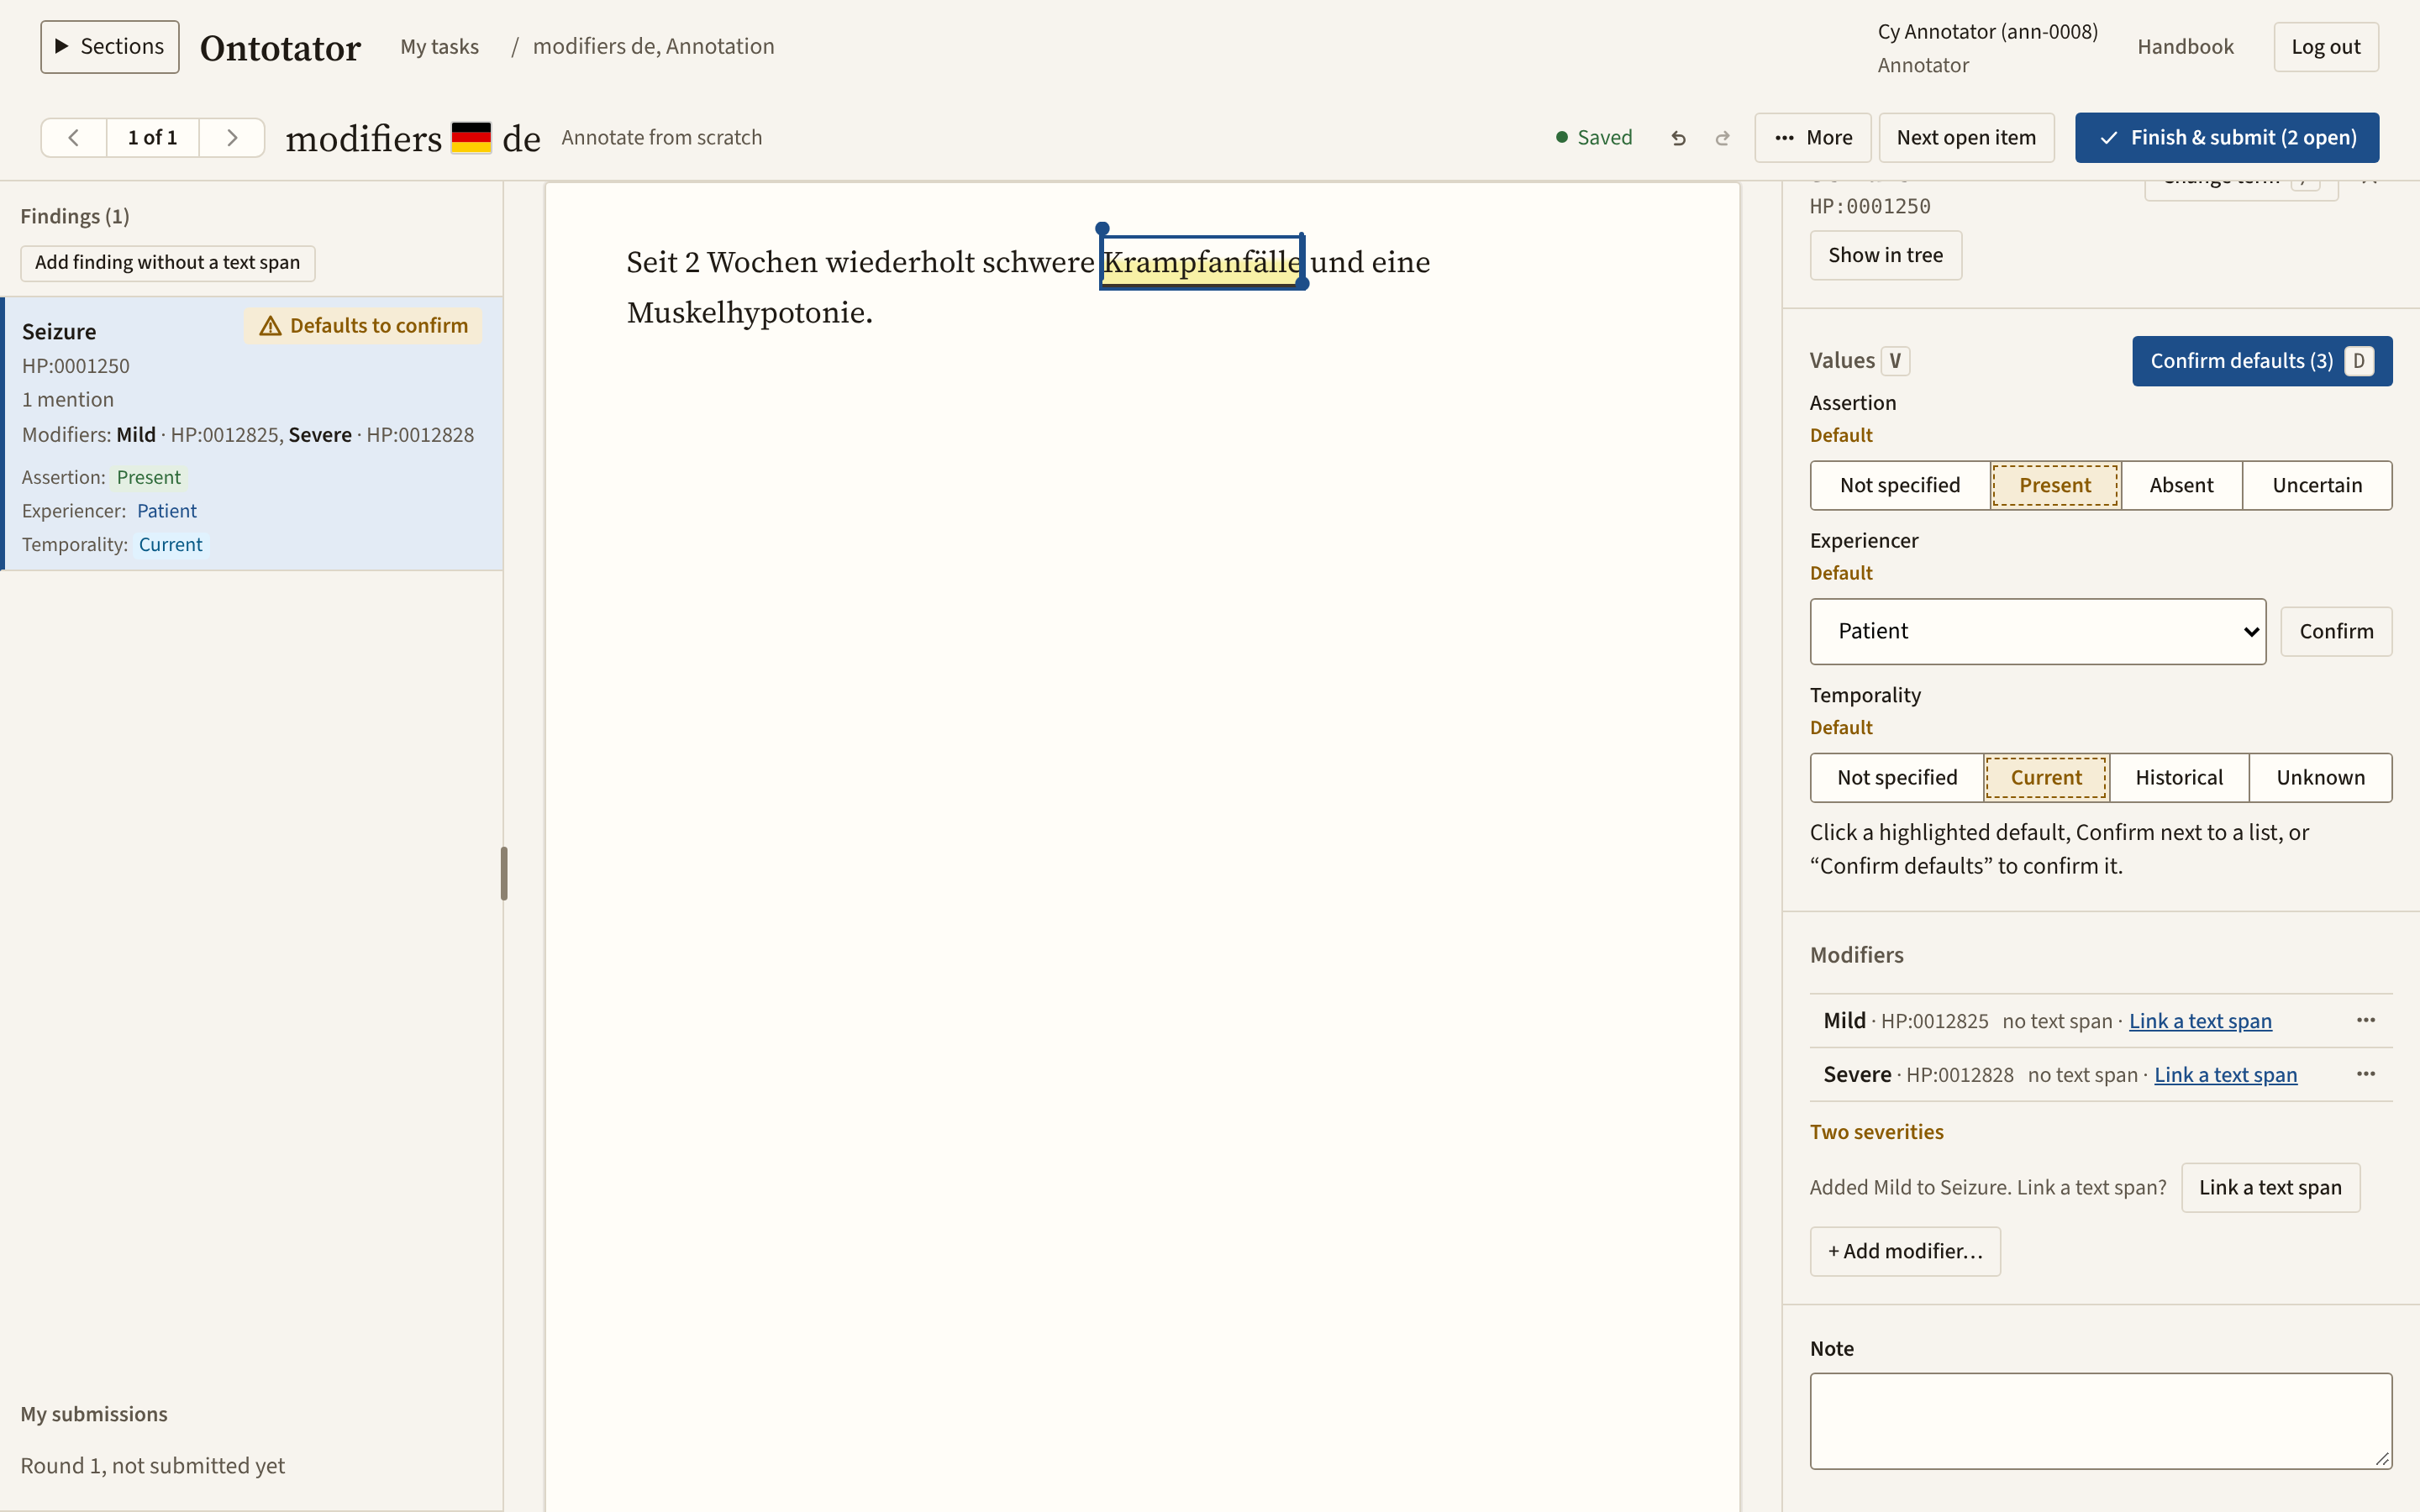 Sections
Ontotator
My tasks / modifiers de, Annotation
Cy Annotator (ann-0008)
Annotator
Handbook
Log out
1 of 1
modifiers de
Annotate from scratch
Saved
More
Next open item
Finish & submit (2 open)
Findings (1)
Add finding without a text span
Seizure
Defaults to confirm
HP:0001250
1 mention
Modifiers: Mild · HP:0012825, Severe · HP:0012828
Assertion: Present
Experiencer: Patient
Temporality: Current
My submissions
Round 1, not submitted yet
Seit 2 Wochen wiederholt schwere Krampfanfälle und eine
Muskelhypotonie.
HP:0001250
Show in tree
Values V
Confirm defaults (3) D
Assertion
Default
Not specified Present Absent Uncertain
Experiencer
Default
Patient
Confirm
Temporality
Default
Not specified Current Historical Unknown
Click a highlighted default, Confirm next to a list, or
“Confirm defaults” to confirm it.
Modifiers
Mild · HP:0012825 no text span · Link a text span
Severe · HP:0012828 no text span · Link a text span
Two severities
Added Mild to Seizure. Link a text span? Link a text span
+ Add modifier…
Note